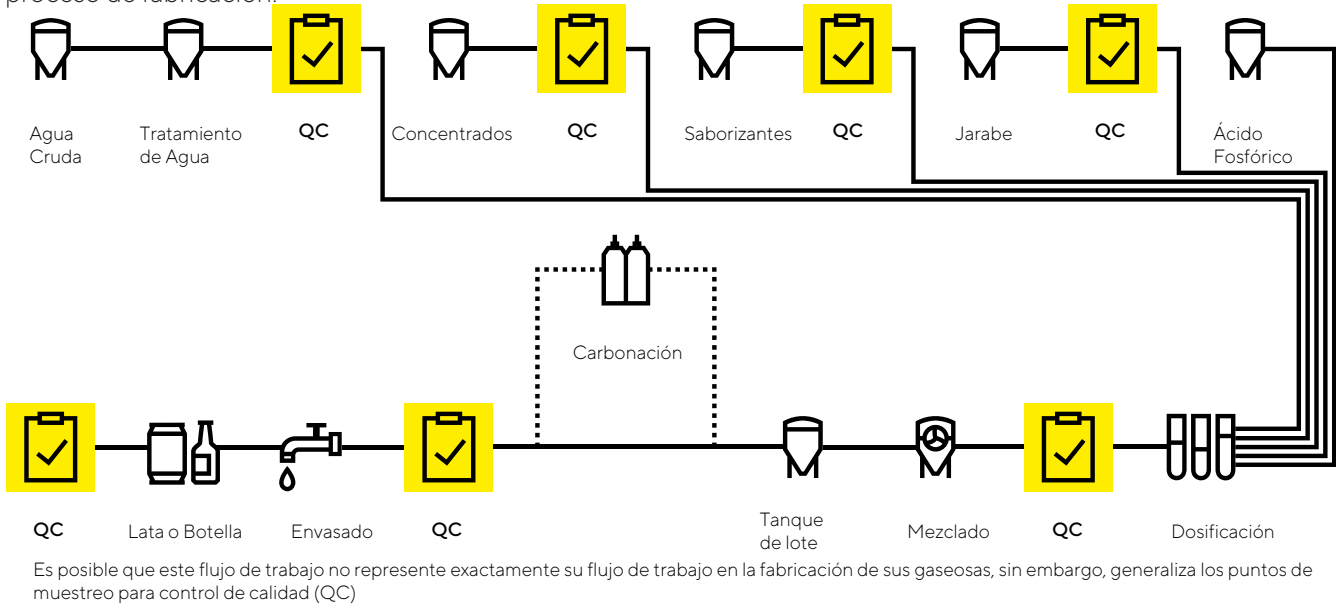 proceso de fabricación.
Agua
Cruda
Tratamiento
de Agua
QC
Concentrados
QC
Saborizantes
QC
Jarabe
QC
Ácido
Fosfórico
Carbonación
QC
Lata o Botella
Envasado
QC
Tanque
de lote
Mezclado
QC
Dosificación
Es posible que este flujo de trabajo no represente exactamente su flujo de trabajo en la fabricación de sus gaseosas, sin embargo, generaliza los puntos de
muestreo para control de calidad (QC)